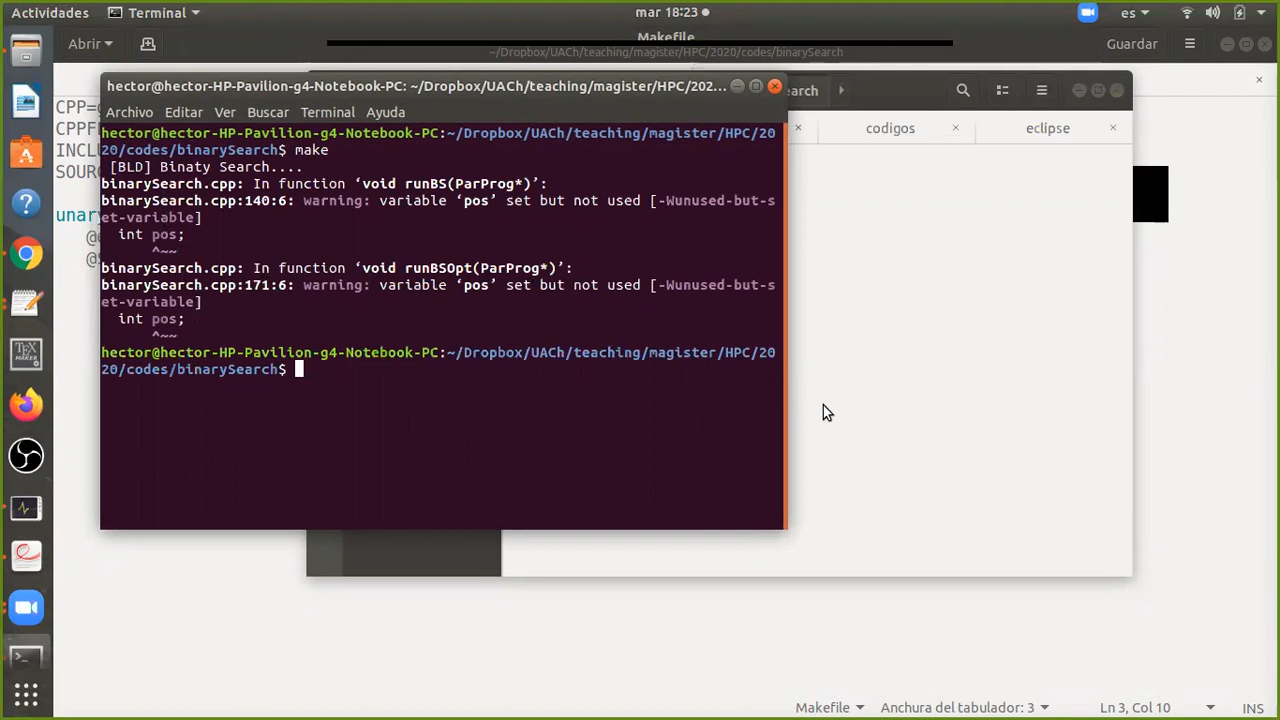 Actividades
Terminal
mar 18:23
es
Abrir
Makefile
~/Dropbox/UACh/teaching/magister/HPC/2020/codes/binarySearch
Guardar
hector@hector-HP-Pavilion-g4-Notebook-PC: ~/Dropbox/UACh/teaching/magister/HPC/202...
Archivo Editar Ver Buscar Terminal Ayuda
codigos
eclipse
hector@hector-HP-Pavilion-g4-Notebook-PC:~/Dropbox/UACh/teaching/magister/HPC/20
20/codes/binarySearch$ make
[BLD] Binaty Search....
binarySearch.cpp: In function ‘void runBS(ParProg*)’:
binarySearch.cpp:140:6: warning: variable ‘pos’ set but not used [-Wunused-but-s
et-variable]
int pos;
^~~
binarySearch.cpp: In function ‘void runBSOpt(ParProg*)’:
binarySearch.cpp:171:6: warning: variable ‘pos’ set but not used [-Wunused-but-s
et-variable]
int pos;
^~~
hector@hector-HP-Pavilion-g4-Notebook-PC:~/Dropbox/UACh/teaching/magister/HPC/20
20/codes/binarySearch$
Makefile
Anchura del tabulador: 3
Ln 3, Col 10
INS